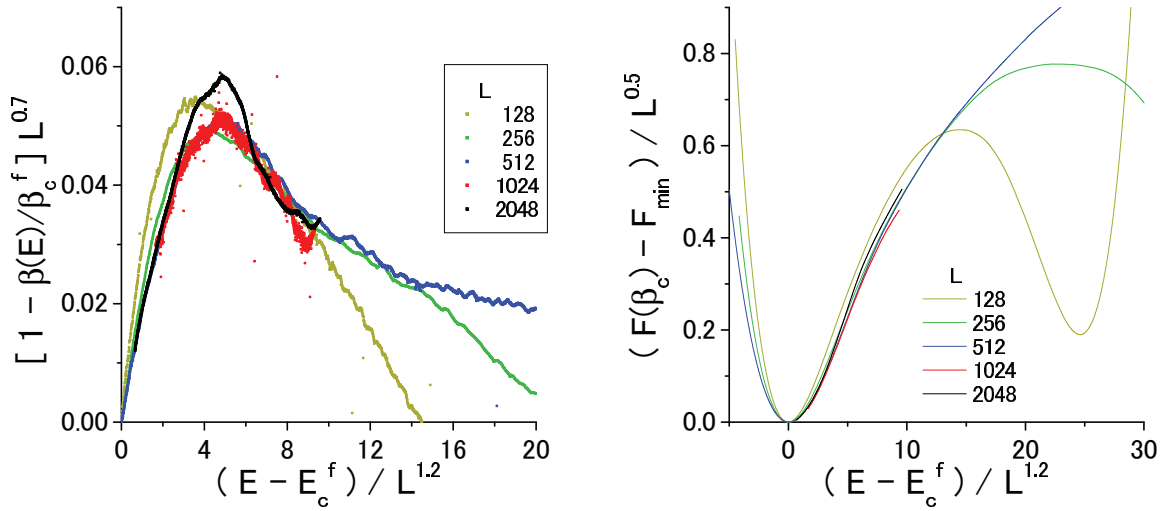 [ 1 - β(E)/β_c^f ] L^0.7
0.06
0.04
0.02
0.00
L
128
256
512
1024
2048
0 4 8 12 16 20
( E - E_c^f ) / L^1.2
( F(β_c) - F_min ) / L^0.5
0.8
0.6
0.4
0.2
0.0
L
128
256
512
1024
2048
0 10 20 30
( E - E_c^f ) / L^1.2